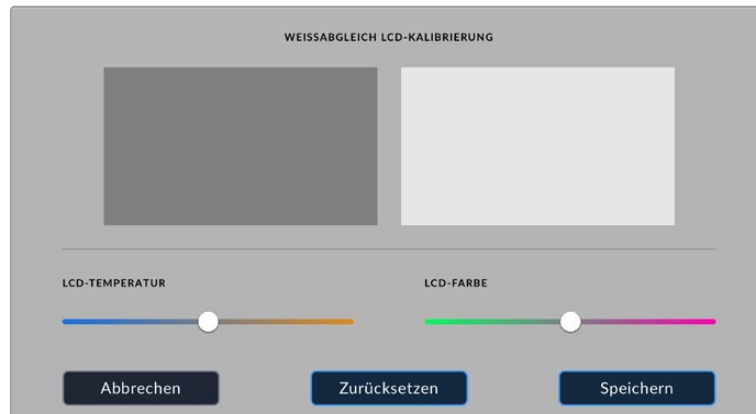 WEISSABGLEICH LCD-KALIBRIERUNG
LCD-TEMPERATUR
LCD-FARBE
Abbrechen
Zurücksetzen
Speichern